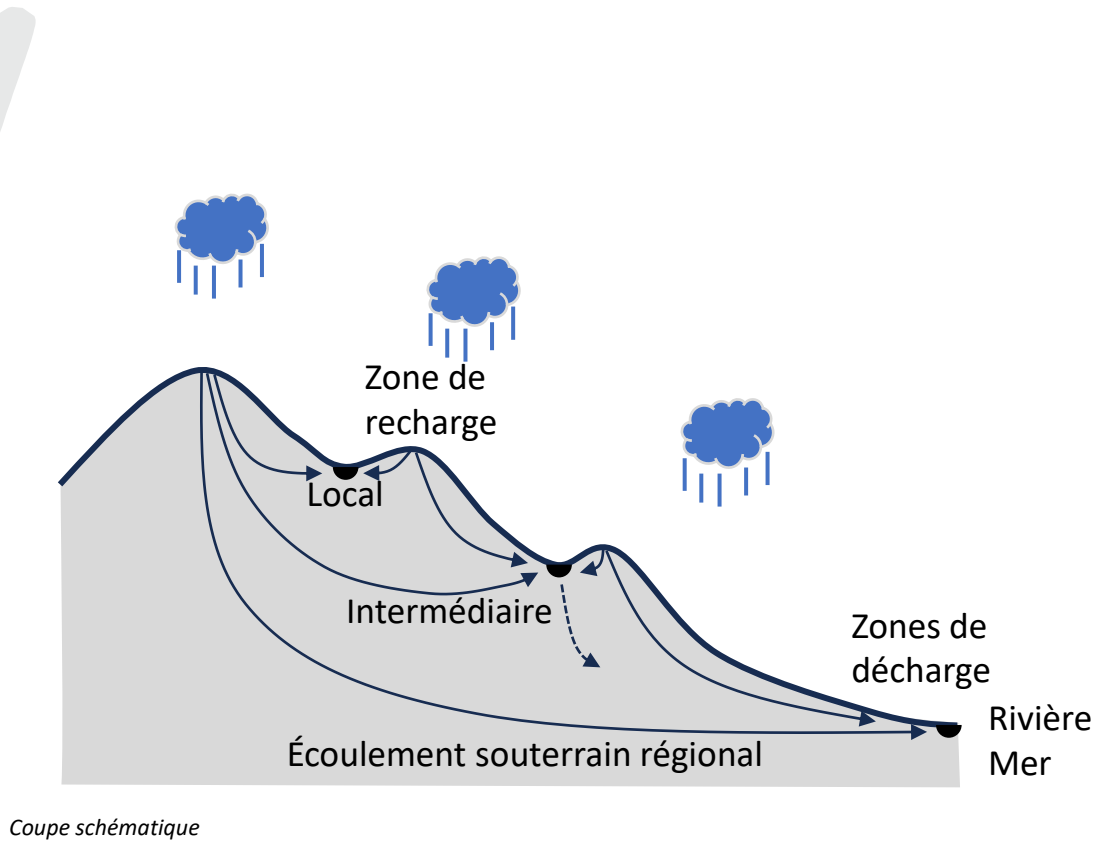 Zone de
recharge
Local
Intermédiaire
Zones de
décharge
Rivière
Mer
Écoulement souterrain régional
Coupe schématique